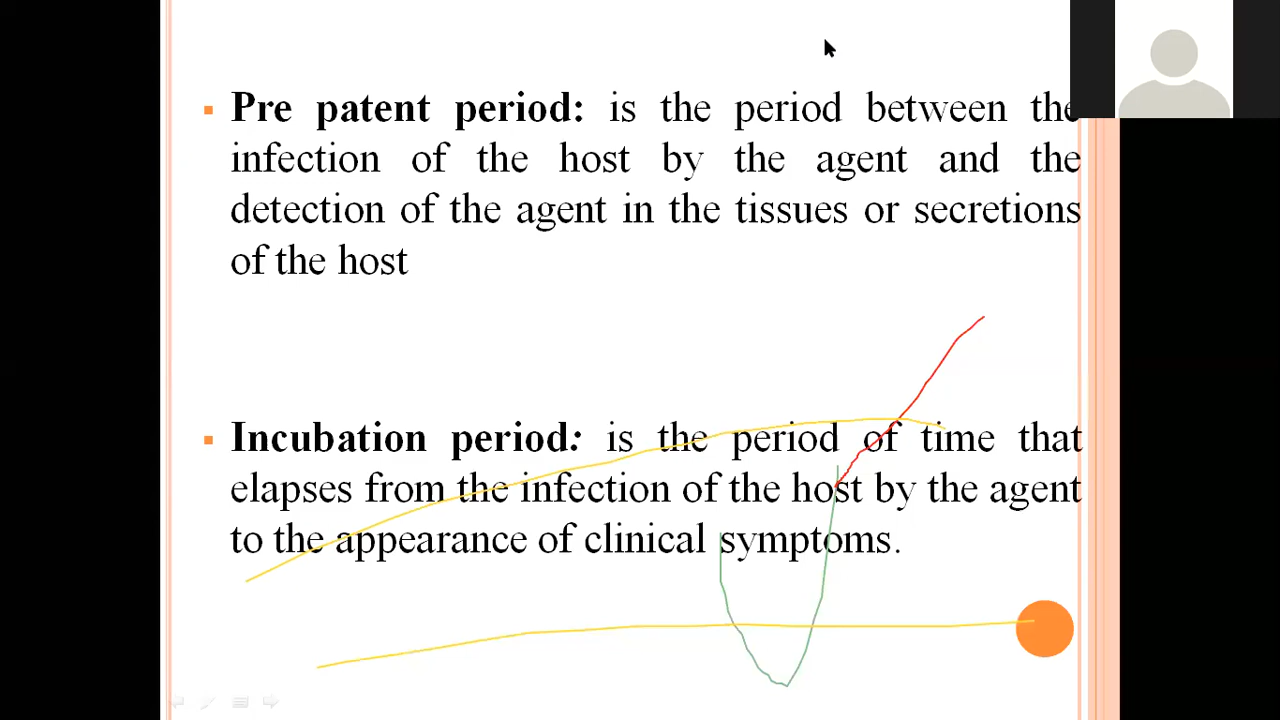 Pre patent period: is the period between the
infection of the host by the agent and the
detection of the agent in the tissues or secretions
of the host
Incubation period: is the period of time that
elapses from the infection of the host by the agent
to the appearance of clinical symptoms.